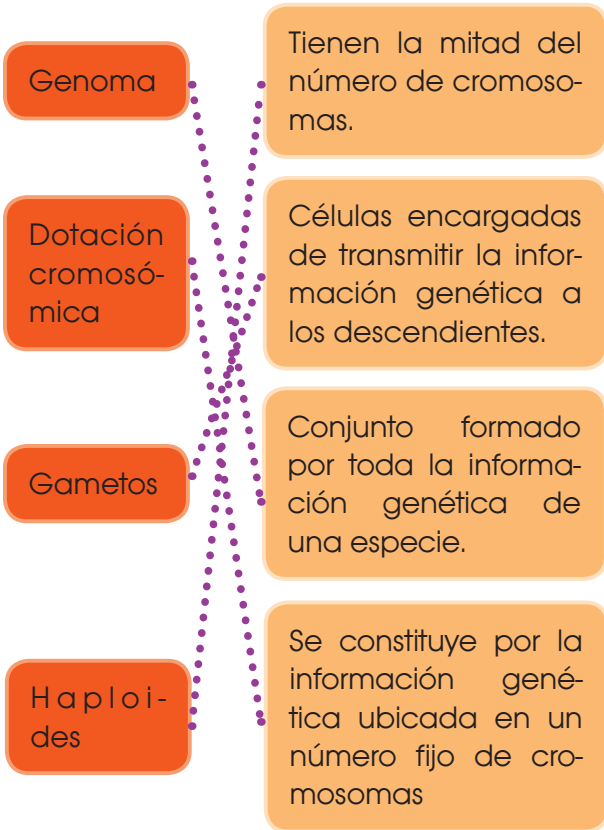 Genoma
Tienen la mitad del
número de cromoso-
mas.
Dotación
cromosó-
mica
Células encargadas
de transmitir la infor-
mación genética a
los descendientes.
Gametos
Conjunto formado
por toda la informa-
ción genética de
una especie.
Haploi-
des
Se constituye por la
información gené-
tica ubicada en un
número fijo de cro-
mosomas